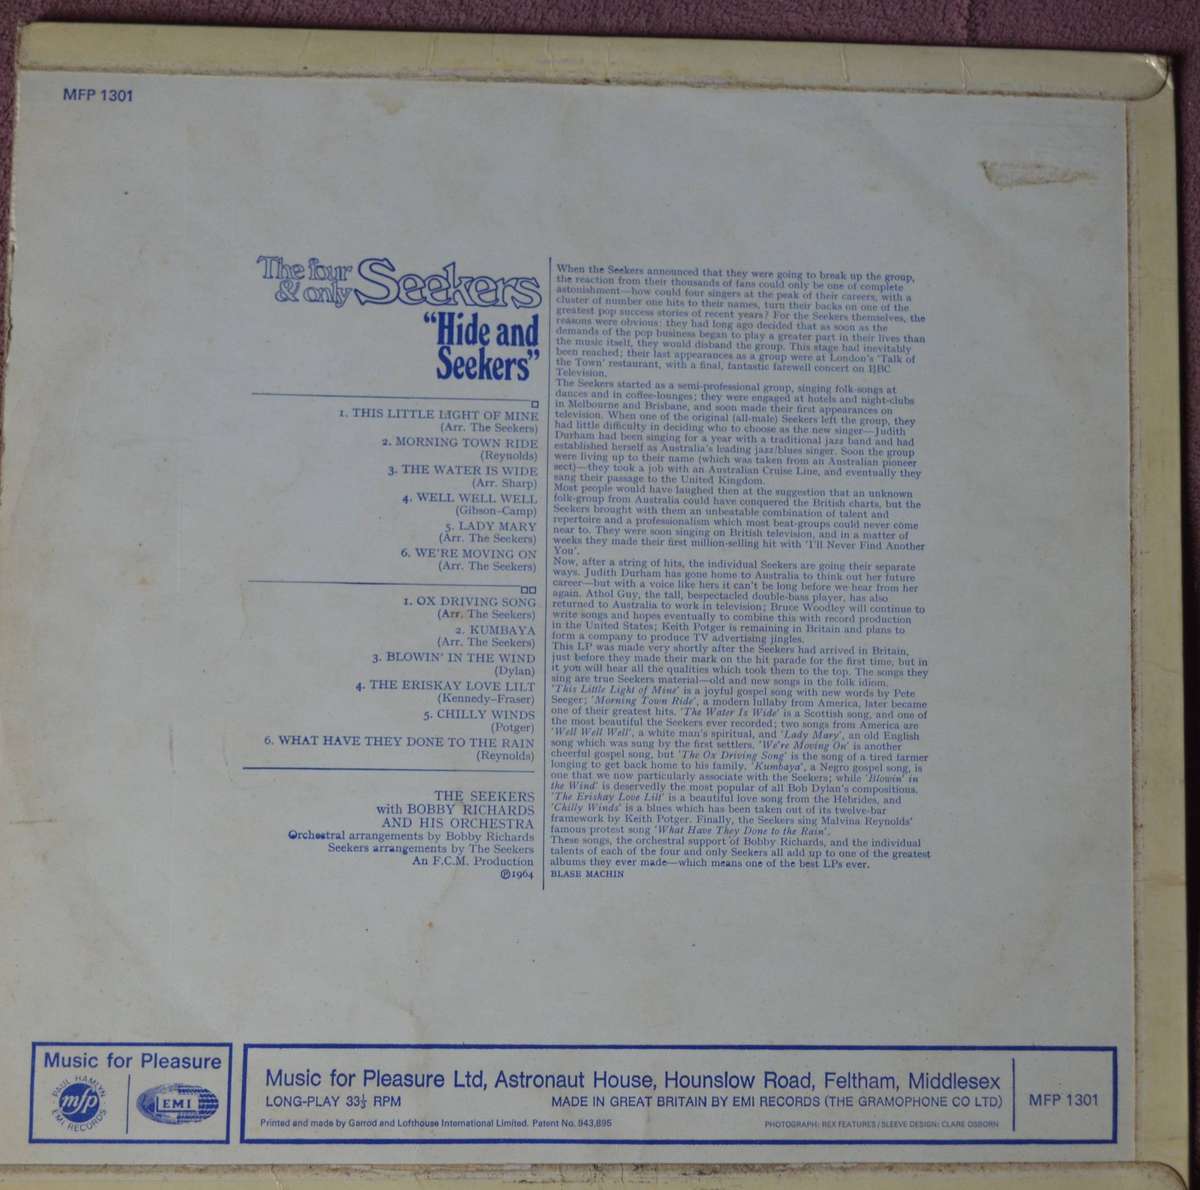 MFP 1301
The four
& only Seekers
“Hide and
Seekers”
1. THIS LITTLE LIGHT OF MINE
(Arr. The Seekers)
2. MORNING TOWN RIDE
(Reynolds)
3. THE WATER IS WIDE
(Arr. Sharp)
4. WELL WELL WELL
(Gibson–Camp)
5. LADY MARY
(Arr. The Seekers)
6. WE'RE MOVING ON
(Arr. The Seekers)
1. OX DRIVING SONG
(Arr. The Seekers)
2. KUMBAYA
(Arr. The Seekers)
3. BLOWIN' IN THE WIND
(Dylan)
4. THE ERISKAY LOVE LILT
(Kennedy–Fraser)
5. CHILLY WINDS
(Potger)
6. WHAT HAVE THEY DONE TO THE RAIN
(Reynolds)
THE SEEKERS
with BOBBY RICHARDS
AND HIS ORCHESTRA
Orchestral arrangements by Bobby Richards
Seekers arrangements by The Seekers
An F.C.M. Production
℗1964
When the Seekers announced that they were going to break up the group,
the reaction from their thousands of fans could only be one of complete
astonishment—how could four singers at the peak of their careers, with a
cluster of number one hits to their names, turn their backs on one of the
greatest pop success stories of recent years? For the Seekers themselves, the
reasons were obvious: they had long ago decided that as soon as the
demands of the pop business began to play a greater part in their lives than
the music itself, they would disband the group. This stage had inevitably
been reached; their last appearances as a group were at London's 'Talk of
the Town' restaurant, with a final, fantastic farewell concert on BBC
Television.
The Seekers started as a semi-professional group, singing folk-songs at
dances and in coffee-lounges; they were engaged at hotels and night-clubs
in Melbourne and Brisbane, and soon made their first appearances on
television. When one of the original (all-male) Seekers left the group, they
had little difficulty in deciding who to choose as the new singer—Judith
Durham had been singing for a year with a traditional jazz band and had
established herself as Australia's leading jazz/blues singer. Soon the group
were living up to their name (which was taken from an Australian pioneer
sect)—they took a job with an Australian Cruise Line, and eventually they
sang their passage to the United Kingdom.
Most people would have laughed then at the suggestion that an unknown
folk-group from Australia could have conquered the British charts, but the
Seekers brought with them an unbeatable combination of talent and
repertoire and a professionalism which most beat-groups could never come
near to. They were soon singing on British television, and in a matter of
weeks they made their first million-selling hit with 'I'll Never Find Another
You'.
Now, after a string of hits, the individual Seekers are going their separate
ways. Judith Durham has gone home to Australia to think out her future
career—but with a voice like hers it can't be long before we hear from her
again. Athol Guy, the tall, bespectacled double-bass player, has also
returned to Australia to work in television; Bruce Woodley will continue to
write songs and hopes eventually to combine this with record production
in the United States; Keith Potger is remaining in Britain and plans to
form a company to produce TV advertising jingles.
This LP was made very shortly after the Seekers had arrived in Britain,
just before they made their mark on the hit parade for the first time, but in
it you will hear all the qualities which took them to the top. The songs they
sing are true Seekers material—old and new songs in the folk idiom.
'This Little Light of Mine' is a joyful gospel song with new words by Pete
Seeger; 'Morning Town Ride', a modern lullaby from America, later became
one of their greatest hits. 'The Water Is Wide' is a Scottish song, and one of
the most beautiful the Seekers ever recorded; two songs from America are
'Well Well Well', a white man's spiritual, and 'Lady Mary', an old English
song which was sung by the first settlers. 'We're Moving On' is another
cheerful gospel song, but 'The Ox Driving Song' is the song of a tired farmer
longing to get back home to his family. 'Kumbaya', a Negro gospel song, is
one that we now particularly associate with the Seekers; while 'Blowin' in
the Wind' is deservedly the most popular of all Bob Dylan's compositions.
'The Eriskay Love Lilt' is a beautiful love song from the Hebrides, and
'Chilly Winds' is a blues which has been taken out of its twelve-bar
framework by Keith Potger. Finally, the Seekers sing Malvina Reynolds'
famous protest song 'What Have They Done to the Rain'.
These songs, the orchestral support of Bobby Richards, and the individual
talents of each of the four and only Seekers all add up to one of the greatest
albums they ever made—which means one of the best LPs ever.
BLASE MACHIN
Music for Pleasure
PAUL HAMLYN
mfp
EMI RECORDS
EMI
Music for Pleasure Ltd, Astronaut House, Hounslow Road, Feltham, Middlesex
LONG-PLAY 33⅓ RPM MADE IN GREAT BRITAIN BY EMI RECORDS (THE GRAMOPHONE CO LTD)
MFP 1301
Printed and made by Garrod and Lofthouse International Limited. Patent No. 943,895
PHOTOGRAPH: REX FEATURES / SLEEVE DESIGN: CLARE OSBORN